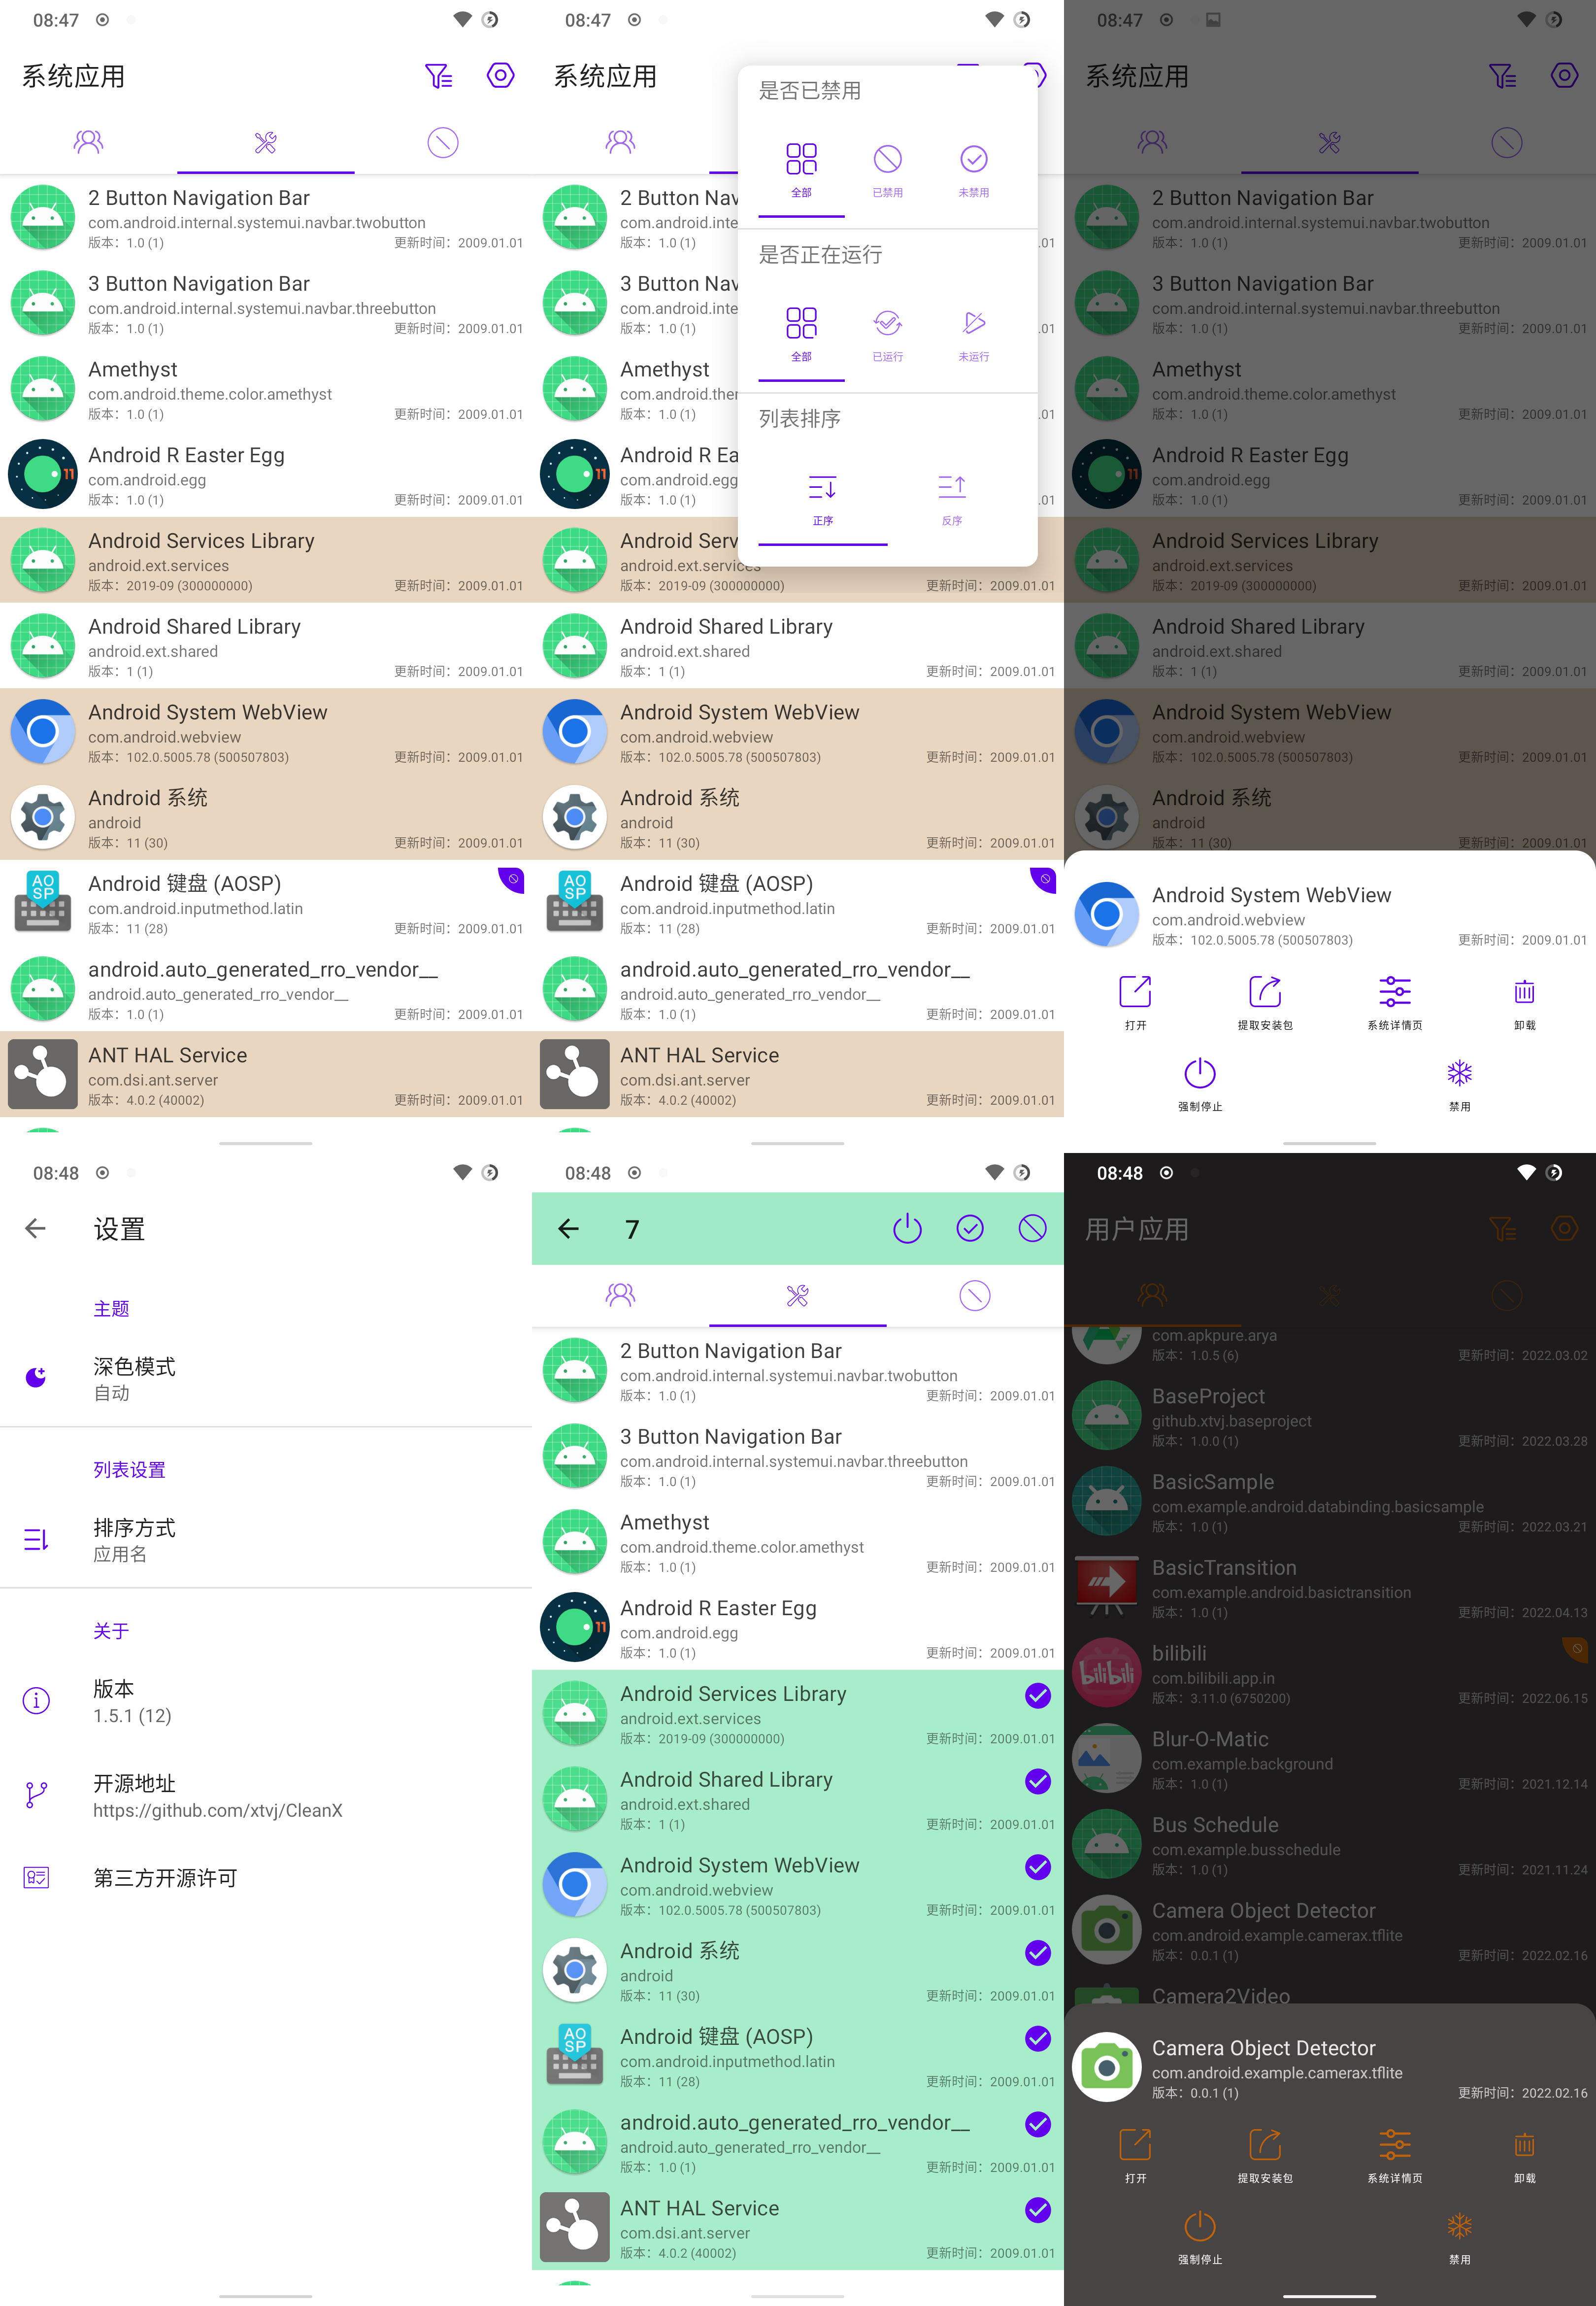 08:47
系统应用
2 Button Navigation Bar
com.android.internal.systemui.navbar.twobutton
版本：1.0 (1) 更新时间：2009.01.01
3 Button Navigation Bar
com.android.internal.systemui.navbar.threebutton
版本：1.0 (1) 更新时间：2009.01.01
Amethyst
com.android.theme.color.amethyst
版本：1.0 (1) 更新时间：2009.01.01
Android R Easter Egg
com.android.egg
版本：1.0 (1) 更新时间：2009.01.01
Android Services Library
android.ext.services
版本：2019-09 (300000000) 更新时间：2009.01.01
Android Shared Library
android.ext.shared
版本：1 (1) 更新时间：2009.01.01
Android System WebView
com.android.webview
版本：102.0.5005.78 (500507803) 更新时间：2009.01.01
Android 系统
android
版本：11 (30) 更新时间：2009.01.01
Android 键盘 (AOSP)
com.android.inputmethod.latin
版本：11 (28) 更新时间：2009.01.01
android.auto_generated_rro_vendor__
android.auto_generated_rro_vendor__
版本：1.0 (1) 更新时间：2009.01.01
ANT HAL Service
com.dsi.ant.server
版本：4.0.2 (40002) 更新时间：2009.01.01
08:47
系统应用
是否已禁用
全部 已禁用 未禁用
是否正在运行
全部 已运行 未运行
列表排序
正序 反序
2 Button Nav
com.android.inte
版本：1.0 (1) .01
3 Button Nav
com.android.inte
版本：1.0 (1) .01
Amethyst
com.android.ther
版本：1.0 (1) .01
Android R Ea
com.android.egg
版本：1.0 (1) .01
Android Serv
android.ext.services
版本：2019-09 (300000000) 更新时间：2009.01.01
Android Shared Library
android.ext.shared
版本：1 (1) 更新时间：2009.01.01
Android System WebView
com.android.webview
版本：102.0.5005.78 (500507803) 更新时间：2009.01.01
Android 系统
android
版本：11 (30) 更新时间：2009.01.01
Android 键盘 (AOSP)
com.android.inputmethod.latin
版本：11 (28) 更新时间：2009.01.01
android.auto_generated_rro_vendor__
android.auto_generated_rro_vendor__
版本：1.0 (1) 更新时间：2009.01.01
ANT HAL Service
com.dsi.ant.server
版本：4.0.2 (40002) 更新时间：2009.01.01
08:47
系统应用
2 Button Navigation Bar
com.android.internal.systemui.navbar.twobutton
版本：1.0 (1) 更新时间：2009.01.01
3 Button Navigation Bar
com.android.internal.systemui.navbar.threebutton
版本：1.0 (1) 更新时间：2009.01.01
Amethyst
com.android.theme.color.amethyst
版本：1.0 (1) 更新时间：2009.01.01
Android R Easter Egg
com.android.egg
版本：1.0 (1) 更新时间：2009.01.01
Android Services Library
android.ext.services
版本：2019-09 (300000000) 更新时间：2009.01.01
Android Shared Library
android.ext.shared
版本：1 (1) 更新时间：2009.01.01
Android System WebView
com.android.webview
版本：102.0.5005.78 (500507803) 更新时间：2009.01.01
Android 系统
android
版本：11 (30) 更新时间：2009.01.01
Android System WebView
com.android.webview
版本：102.0.5005.78 (500507803) 更新时间：2009.01.01
打开 提取安装包 系统详情页 卸载
强制停止 禁用
08:48
设置
主题
深色模式
自动
列表设置
排序方式
应用名
关于
版本
1.5.1 (12)
开源地址
https://github.com/xtvj/CleanX
第三方开源许可
08:48
7
2 Button Navigation Bar
com.android.internal.systemui.navbar.twobutton
版本：1.0 (1) 更新时间：2009.01.01
3 Button Navigation Bar
com.android.internal.systemui.navbar.threebutton
版本：1.0 (1) 更新时间：2009.01.01
Amethyst
com.android.theme.color.amethyst
版本：1.0 (1) 更新时间：2009.01.01
Android R Easter Egg
com.android.egg
版本：1.0 (1) 更新时间：2009.01.01
Android Services Library
android.ext.services
版本：2019-09 (300000000) 更新时间：2009.01.01
Android Shared Library
android.ext.shared
版本：1 (1) 更新时间：2009.01.01
Android System WebView
com.android.webview
版本：102.0.5005.78 (500507803) 更新时间：2009.01.01
Android 系统
android
版本：11 (30) 更新时间：2009.01.01
Android 键盘 (AOSP)
com.android.inputmethod.latin
版本：11 (28) 更新时间：2009.01.01
android.auto_generated_rro_vendor__
android.auto_generated_rro_vendor__
版本：1.0 (1) 更新时间：2009.01.01
ANT HAL Service
com.dsi.ant.server
版本：4.0.2 (40002) 更新时间：2009.01.01
08:48
用户应用
com.apkpure.arya
版本：1.0.5 (6) 更新时间：2022.03.02
BaseProject
github.xtvj.baseproject
版本：1.0.0 (1) 更新时间：2022.03.28
BasicSample
com.example.android.databinding.basicsample
版本：1.0 (1) 更新时间：2022.03.21
BasicTransition
com.example.android.basictransition
版本：1.0 (1) 更新时间：2022.04.13
bilibili
com.bilibili.app.in
版本：3.11.0 (6750200) 更新时间：2022.06.15
Blur-O-Matic
com.example.background
版本：1.0 (1) 更新时间：2021.12.14
Bus Schedule
com.example.busschedule
版本：1.0 (1) 更新时间：2021.11.24
Camera Object Detector
com.android.example.camerax.tflite
版本：0.0.1 (1) 更新时间：2022.02.16
Camera2Video
Camera Object Detector
com.android.example.camerax.tflite
版本：0.0.1 (1) 更新时间：2022.02.16
打开 提取安装包 系统详情页 卸载
强制停止 禁用